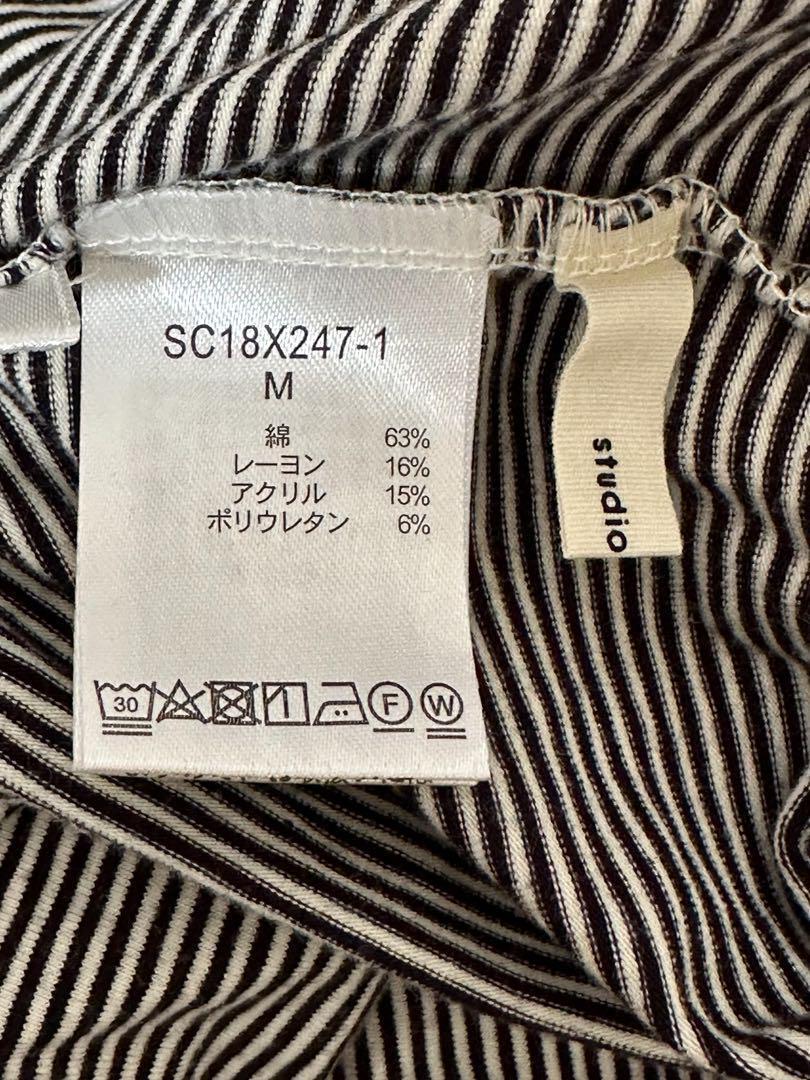 SC18X247-1
M
綿 63%
レーヨン 16%
アクリル 15%
ポリウレタン 6%
30
F
W
studio